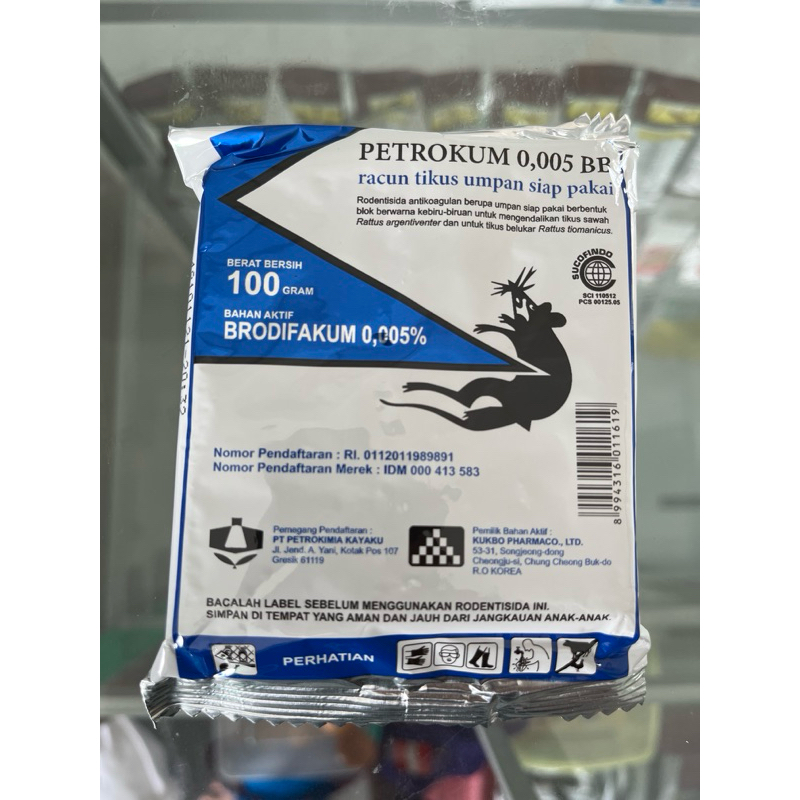 PETROKUM 0,005 BB
racun tikus umpan siap pakai
Rodentisida antikoagulan berupa umpan siap pakai berbentuk
blok berwarna kebiru-biruan untuk mengendalikan tikus sawah
Rattus argentiventer dan untuk tikus belukar Rattus tiomanicus.
SUCOFINDO
SCI 110512
PCS 00125.05
BERAT BERSIH
100 GRAM
BAHAN AKTIF
BRODIFAKUM 0,005%
Nomor Pendaftaran : RI. 0112011989891
Nomor Pendaftaran Merek : IDM 000 413 583
8 994316 011619
Pemegang Pendaftaran :
PT PETROKIMIA KAYAKU
Jl. Jend. A. Yani, Kotak Pos 107
Gresik 61119
Pemilik Bahan Aktif :
KUKBO PHARMACO., LTD.
53-31, Songjeong-dong
Cheongju-si, Chung Cheong Buk-do
R.O KOREA
BACALAH LABEL SEBELUM MENGGUNAKAN RODENTISIDA INI.
SIMPAN DI TEMPAT YANG AMAN DAN JAUH DARI JANGKAUAN ANAK-ANAK.
PERHATIAN